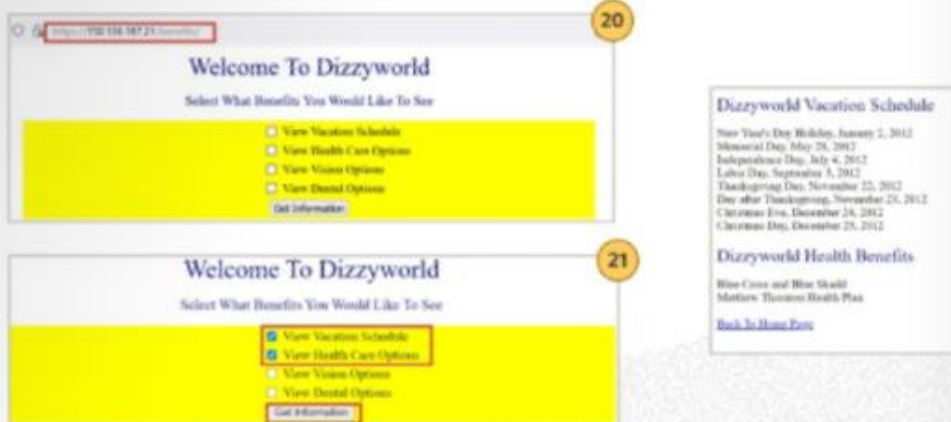 20
Welcome To Dizzyworld
Select What Benefits You Would Like To See
View Vacation Schedule
View Health Care Options
View Vision Options
View Dental Options
Get Information
21
Welcome To Dizzyworld
Select What Benefits You Would Like To See
View Vacation Schedule
View Health Care Options
View Vision Options
View Dental Options
Get Information
Dizzyworld Vacation Schedule
New Year's Day Holiday, January 2, 2012
Memorial Day, May 28, 2012
Independence Day, July 4, 2012
Labor Day, September 3, 2012
Thanksgiving Day, November 22, 2012
Day after Thanksgiving, November 23, 2012
Christmas Eve, December 24, 2012
Christmas Day, December 25, 2012
Dizzyworld Health Benefits
Blue Cross and Blue Shield
Matthew Thornton Health Plan
Back To Home Page